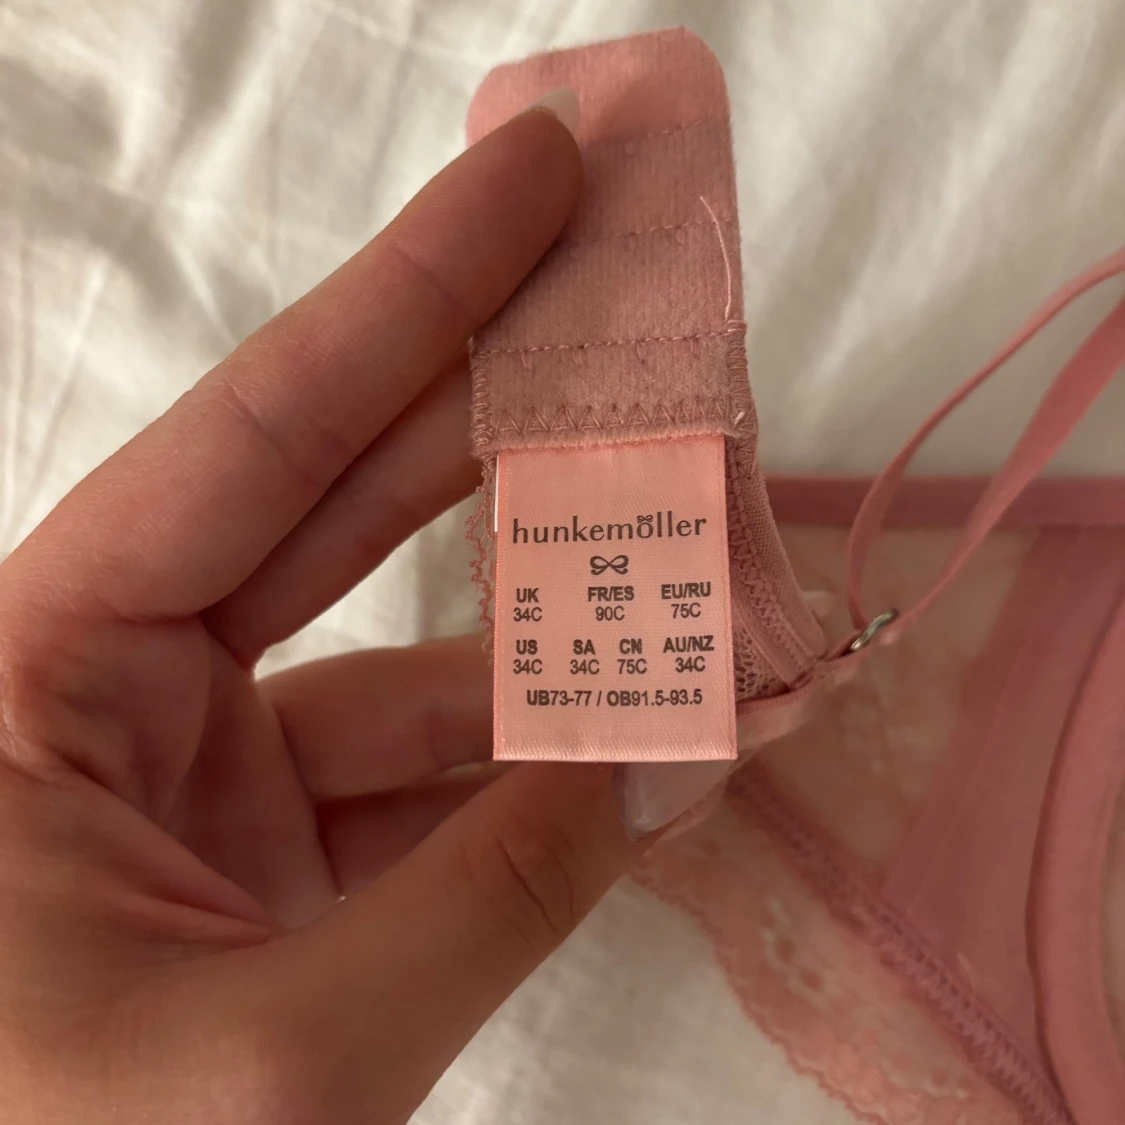 hunkemöller
UK FR/ES EU/RU
34C 90C 75C
US SA CN AU/NZ
34C 34C 75C 34C
UB73-77 / OB91.5-93.5